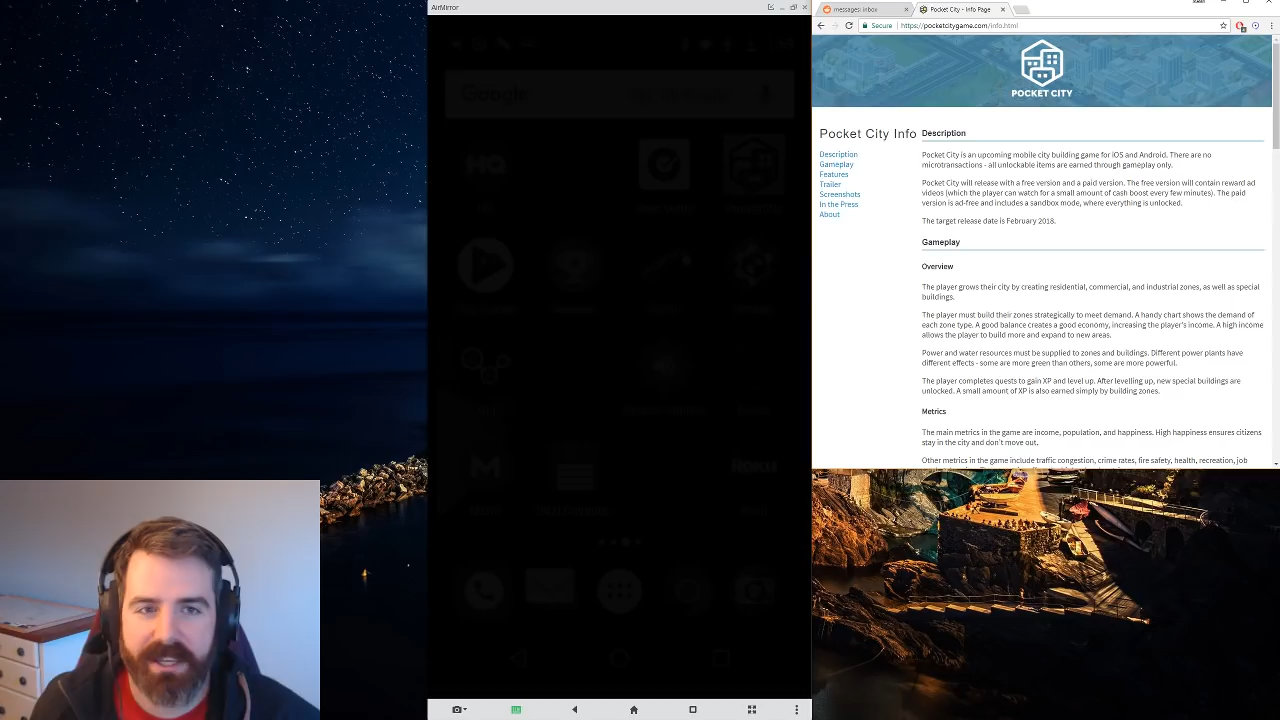 AirMirror
Google
messages: inbox
Pocket City - Info Page
Secure
https://pocketcitygame.com/info.html
POCKET CITY
Pocket City Info
Description
Gameplay
Features
Trailer
Screenshots
In the Press
About
Description
Pocket City is an upcoming mobile city building game for iOS and Android. There are no
microtransactions - all unlockable items are earned through gameplay only.
Pocket City will release with a free version and a paid version. The free version will contain reward ad
videos (which the player can watch for a small amount of cash boost every few minutes). The paid
version is ad-free and includes a sandbox mode, where everything is unlocked.
The target release date is February 2018.
Gameplay
Overview
The player grows their city by creating residential, commercial, and industrial zones, as well as special
buildings.
The player must build their zones strategically to meet demand. A handy chart shows the demand of
each zone type. A good balance creates a good economy, increasing the player's income. A high income
allows the player to build more and expand to new areas.
Power and water resources must be supplied to zones and buildings. Different power plants have
different effects - some are more green than others, some are more powerful.
The player completes quests to gain XP and level up. After levelling up, new special buildings are
unlocked. A small amount of XP is also earned simply by building zones.
Metrics
The main metrics in the game are income, population, and happiness. High happiness ensures citizens
stay in the city and don't move out.
Other metrics in the game include traffic congestion, crime rates, fire safety, health, recreation, job